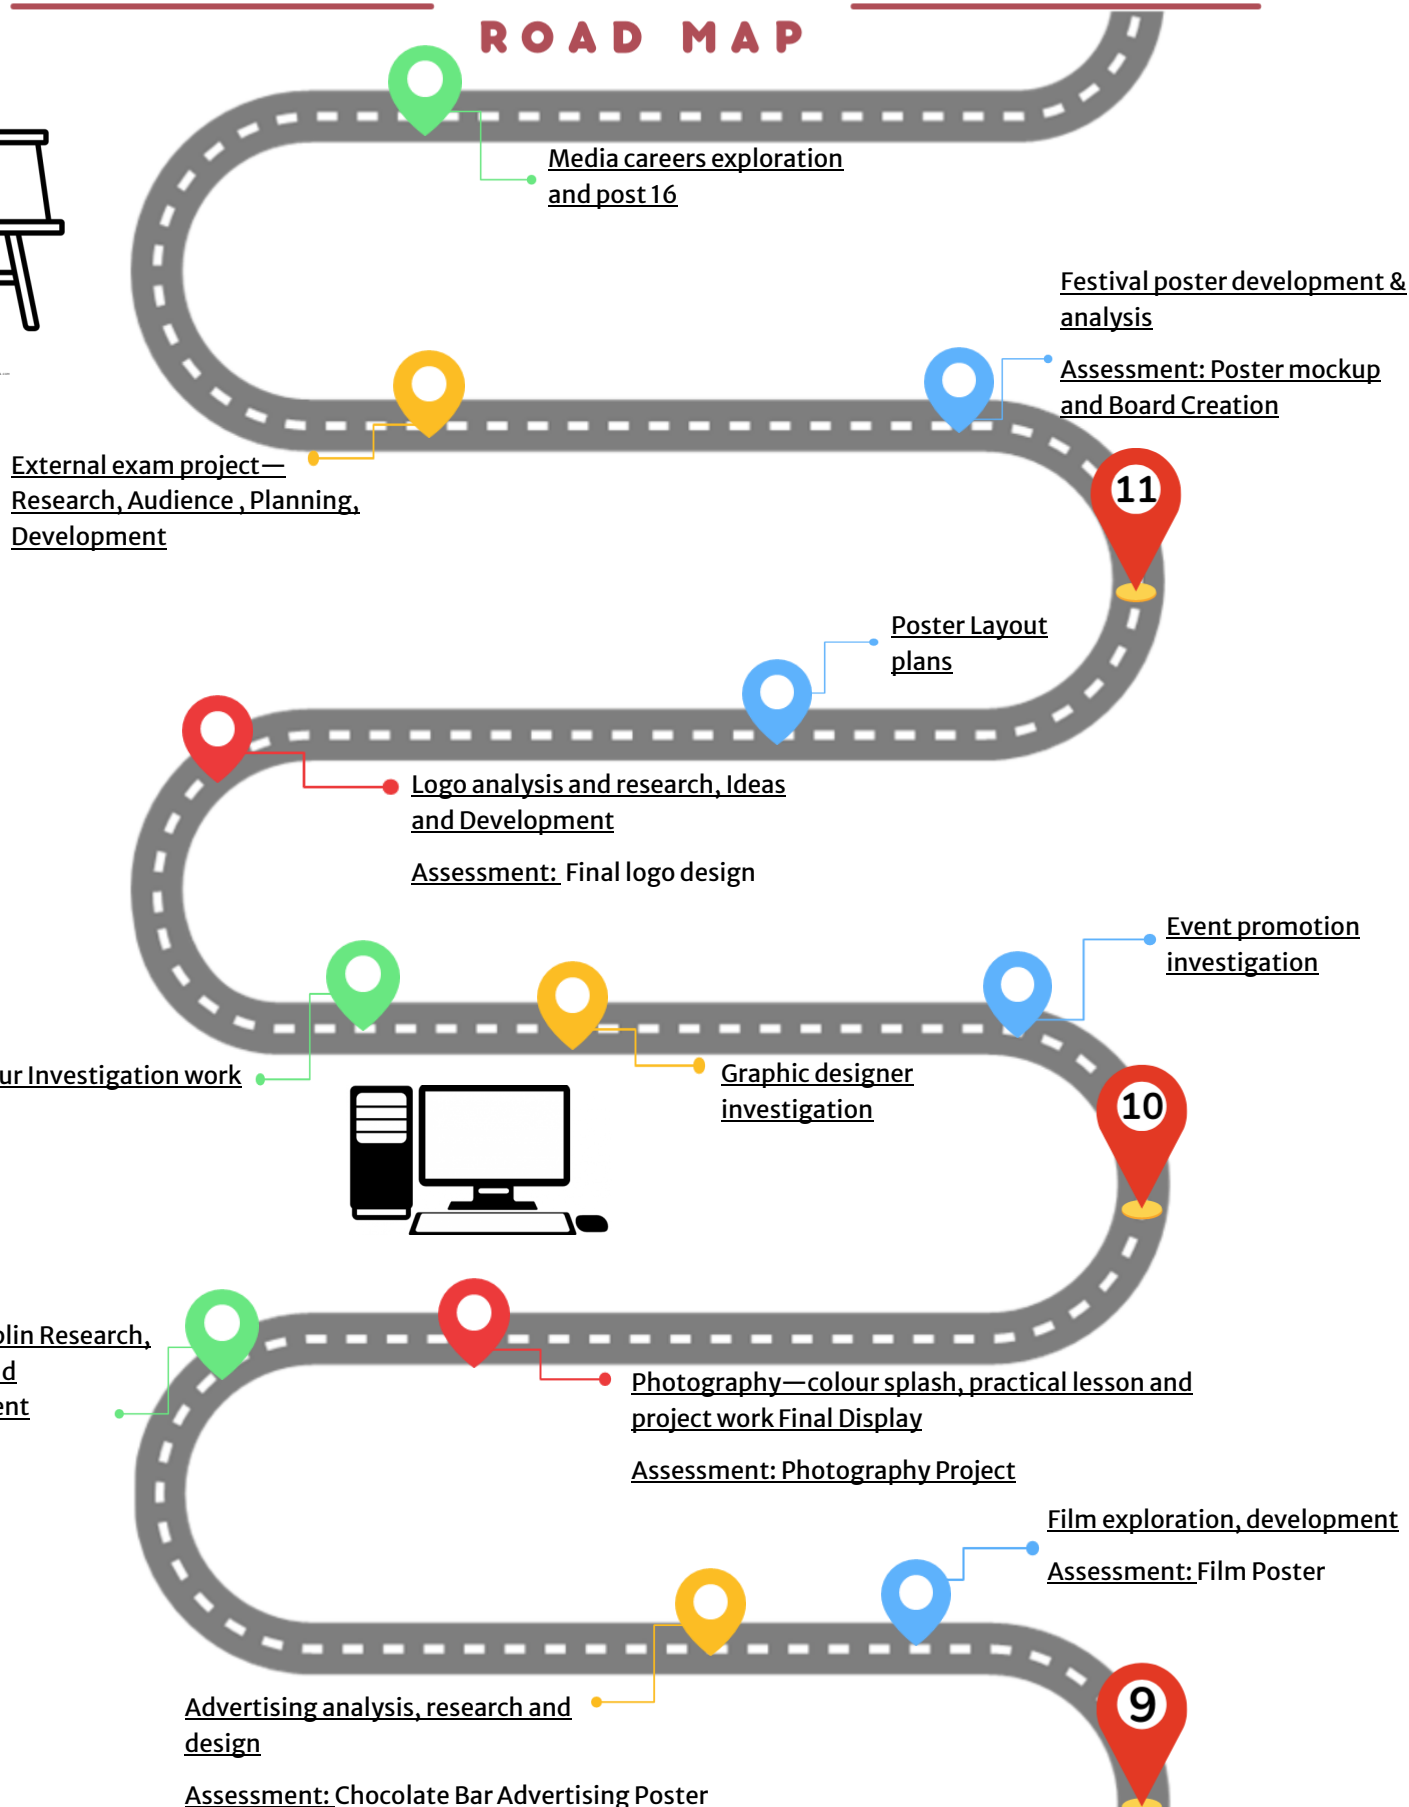 ROAD MAP
Media careers exploration
and post 16
Festival poster development &
analysis
Assessment: Poster mockup
and Board Creation
External exam project—
Research, Audience , Planning,
Development
11
Poster Layout
plans
Logo analysis and research, Ideas
and Development
Assessment: Final logo design
Event promotion
investigation
ur Investigation work
Graphic designer
investigation
10
plin Research,
d
ent
Photography—colour splash, practical lesson and
project work Final Display
Assessment: Photography Project
Film exploration, development
Assessment: Film Poster
9
Advertising analysis, research and
design
Assessment: Chocolate Bar Advertising Poster